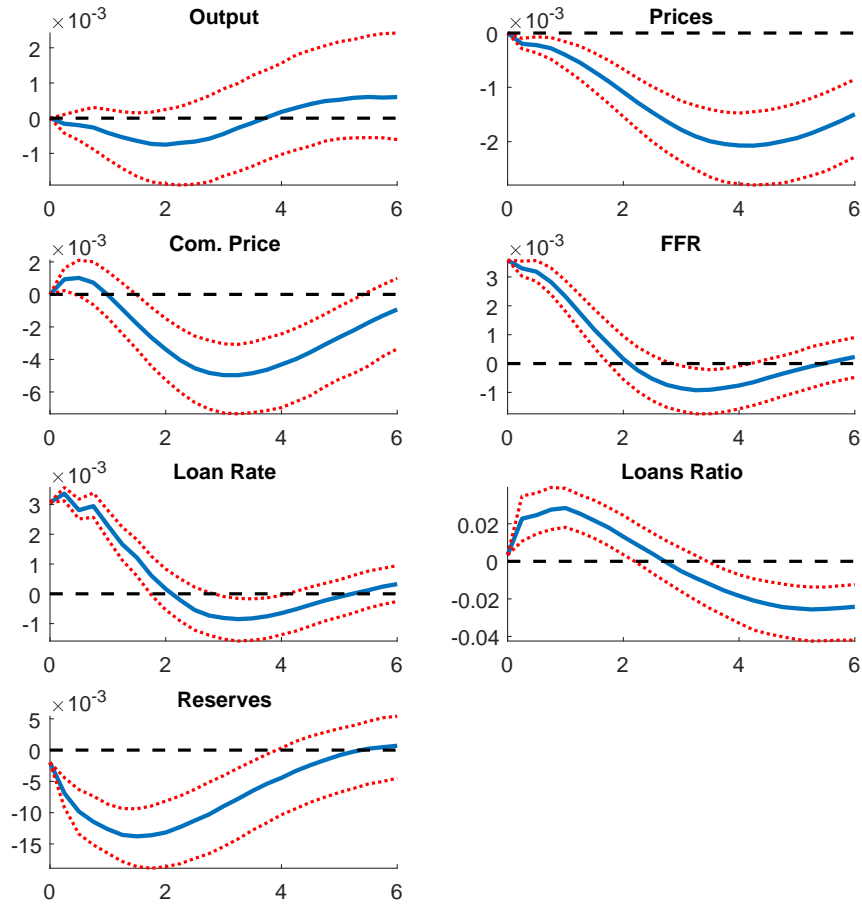 × 10^-3 Output
2
1
0
-1
0 2 4 6
× 10^-3 Prices
0
-1
-2
0 2 4 6
× 10^-3 Com. Price
2
0
-2
-4
-6
0 2 4 6
× 10^-3 FFR
3
2
1
0
-1
0 2 4 6
× 10^-3 Loan Rate
3
2
1
0
-1
0 2 4 6
Loans Ratio
0.02
0
-0.02
-0.04
0 2 4 6
× 10^-3 Reserves
5
0
-5
-10
-15
0 2 4 6